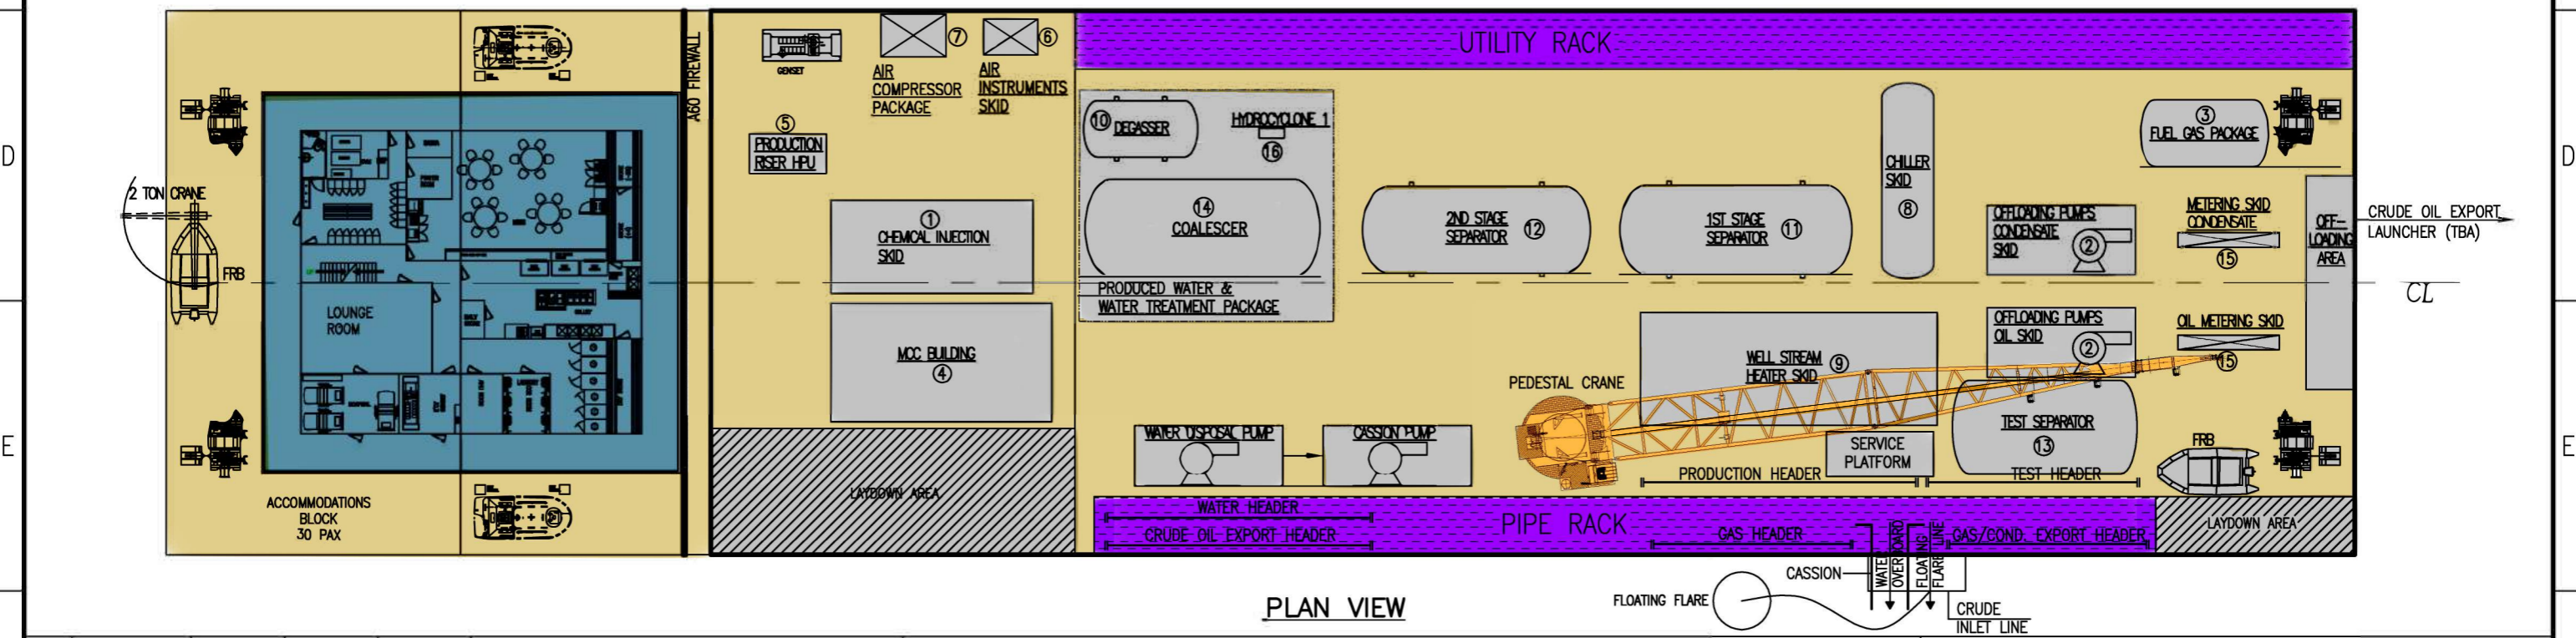 D
D
E
E
2 TON CRANE
FRB
LOUNGE
ROOM
ACCOMMODATIONS
BLOCK
30 PAX
A60 FIREWALL
GENSET
7
AIR
COMPRESSOR
PACKAGE
6
AIR
INSTRUMENTS
SKID
5
PRODUCTION
RISER HPU
1
CHEMICAL INJECTION
SKID
MCC BUILDING
4
LAYDOWN AREA
UTILITY RACK
10 DEGASSER
HYDROCYCLONE 1
16
14
COALESCER
PRODUCED WATER &
WATER TREATMENT PACKAGE
2ND STAGE
SEPARATOR
12
1ST STAGE
SEPARATOR
11
CHILLER
SKID
8
3
FUEL GAS PACKAGE
OFFLOADING PUMPS
CONDENSATE
SKID
2
METERING SKID
CONDENSATE
15
OFF-
LOADING
AREA
CRUDE OIL EXPORT
LAUNCHER (TBA)
CL
OFFLOADING PUMPS
OIL SKID
2
OIL METERING SKID
15
WELL STREAM
HEATER SKID
9
PEDESTAL CRANE
WATER DISPOSAL PUMP
CASSION PUMP
SERVICE
PLATFORM
TEST SEPARATOR
13
PRODUCTION HEADER
TEST HEADER
FRB
WATER HEADER
CRUDE OIL EXPORT HEADER
PIPE RACK
GAS HEADER
WATER
OVERBOARD
FLOATING
FLARE LINE
GAS/COND. EXPORT HEADER
LAYDOWN AREA
CASSION
FLOATING FLARE
CRUDE
INLET LINE
PLAN VIEW